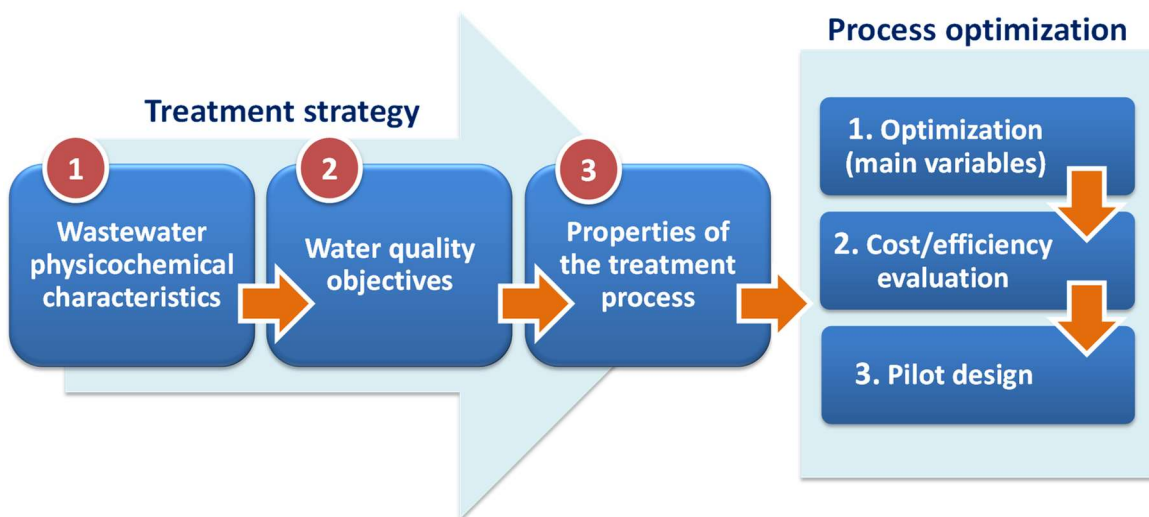 Treatment strategy
1
Wastewater
physicochemical
characteristics
2
Water quality
objectives
3
Properties of
the treatment
process
Process optimization
1. Optimization
(main variables)
2. Cost/efficiency
evaluation
3. Pilot design